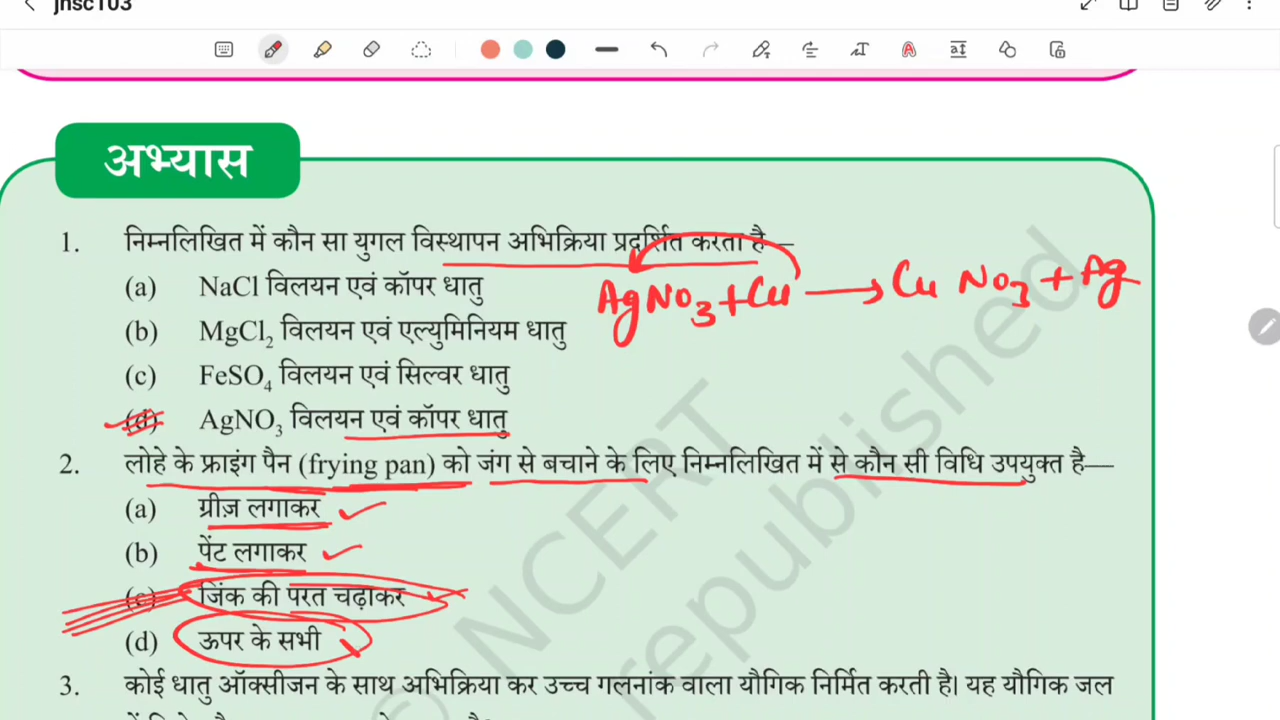 jhsc103
अभ्यास
1. निम्नलिखित में कौन सा युगल विस्थापन अभिक्रिया प्रदर्शित करता है—
(a) NaCl विलयन एवं कॉपर धातु
AgNO₃+Cu → Cu NO₃ + Ag
(b) MgCl₂ विलयन एवं एल्युमिनियम धातु
(c) FeSO₄ विलयन एवं सिल्वर धातु
(d) AgNO₃ विलयन एवं कॉपर धातु
2. लोहे के फ्राइंग पैन (frying pan) को जंग से बचाने के लिए निम्नलिखित में से कौन सी विधि उपयुक्त है—
(a) ग्रीज़ लगाकर
(b) पेंट लगाकर
(c) जिंक की परत चढ़ाकर
(d) ऊपर के सभी
3. कोई धातु ऑक्सीजन के साथ अभिक्रिया कर उच्च गलनांक वाला यौगिक निर्मित करती है। यह यौगिक जल
© NCERT
republished